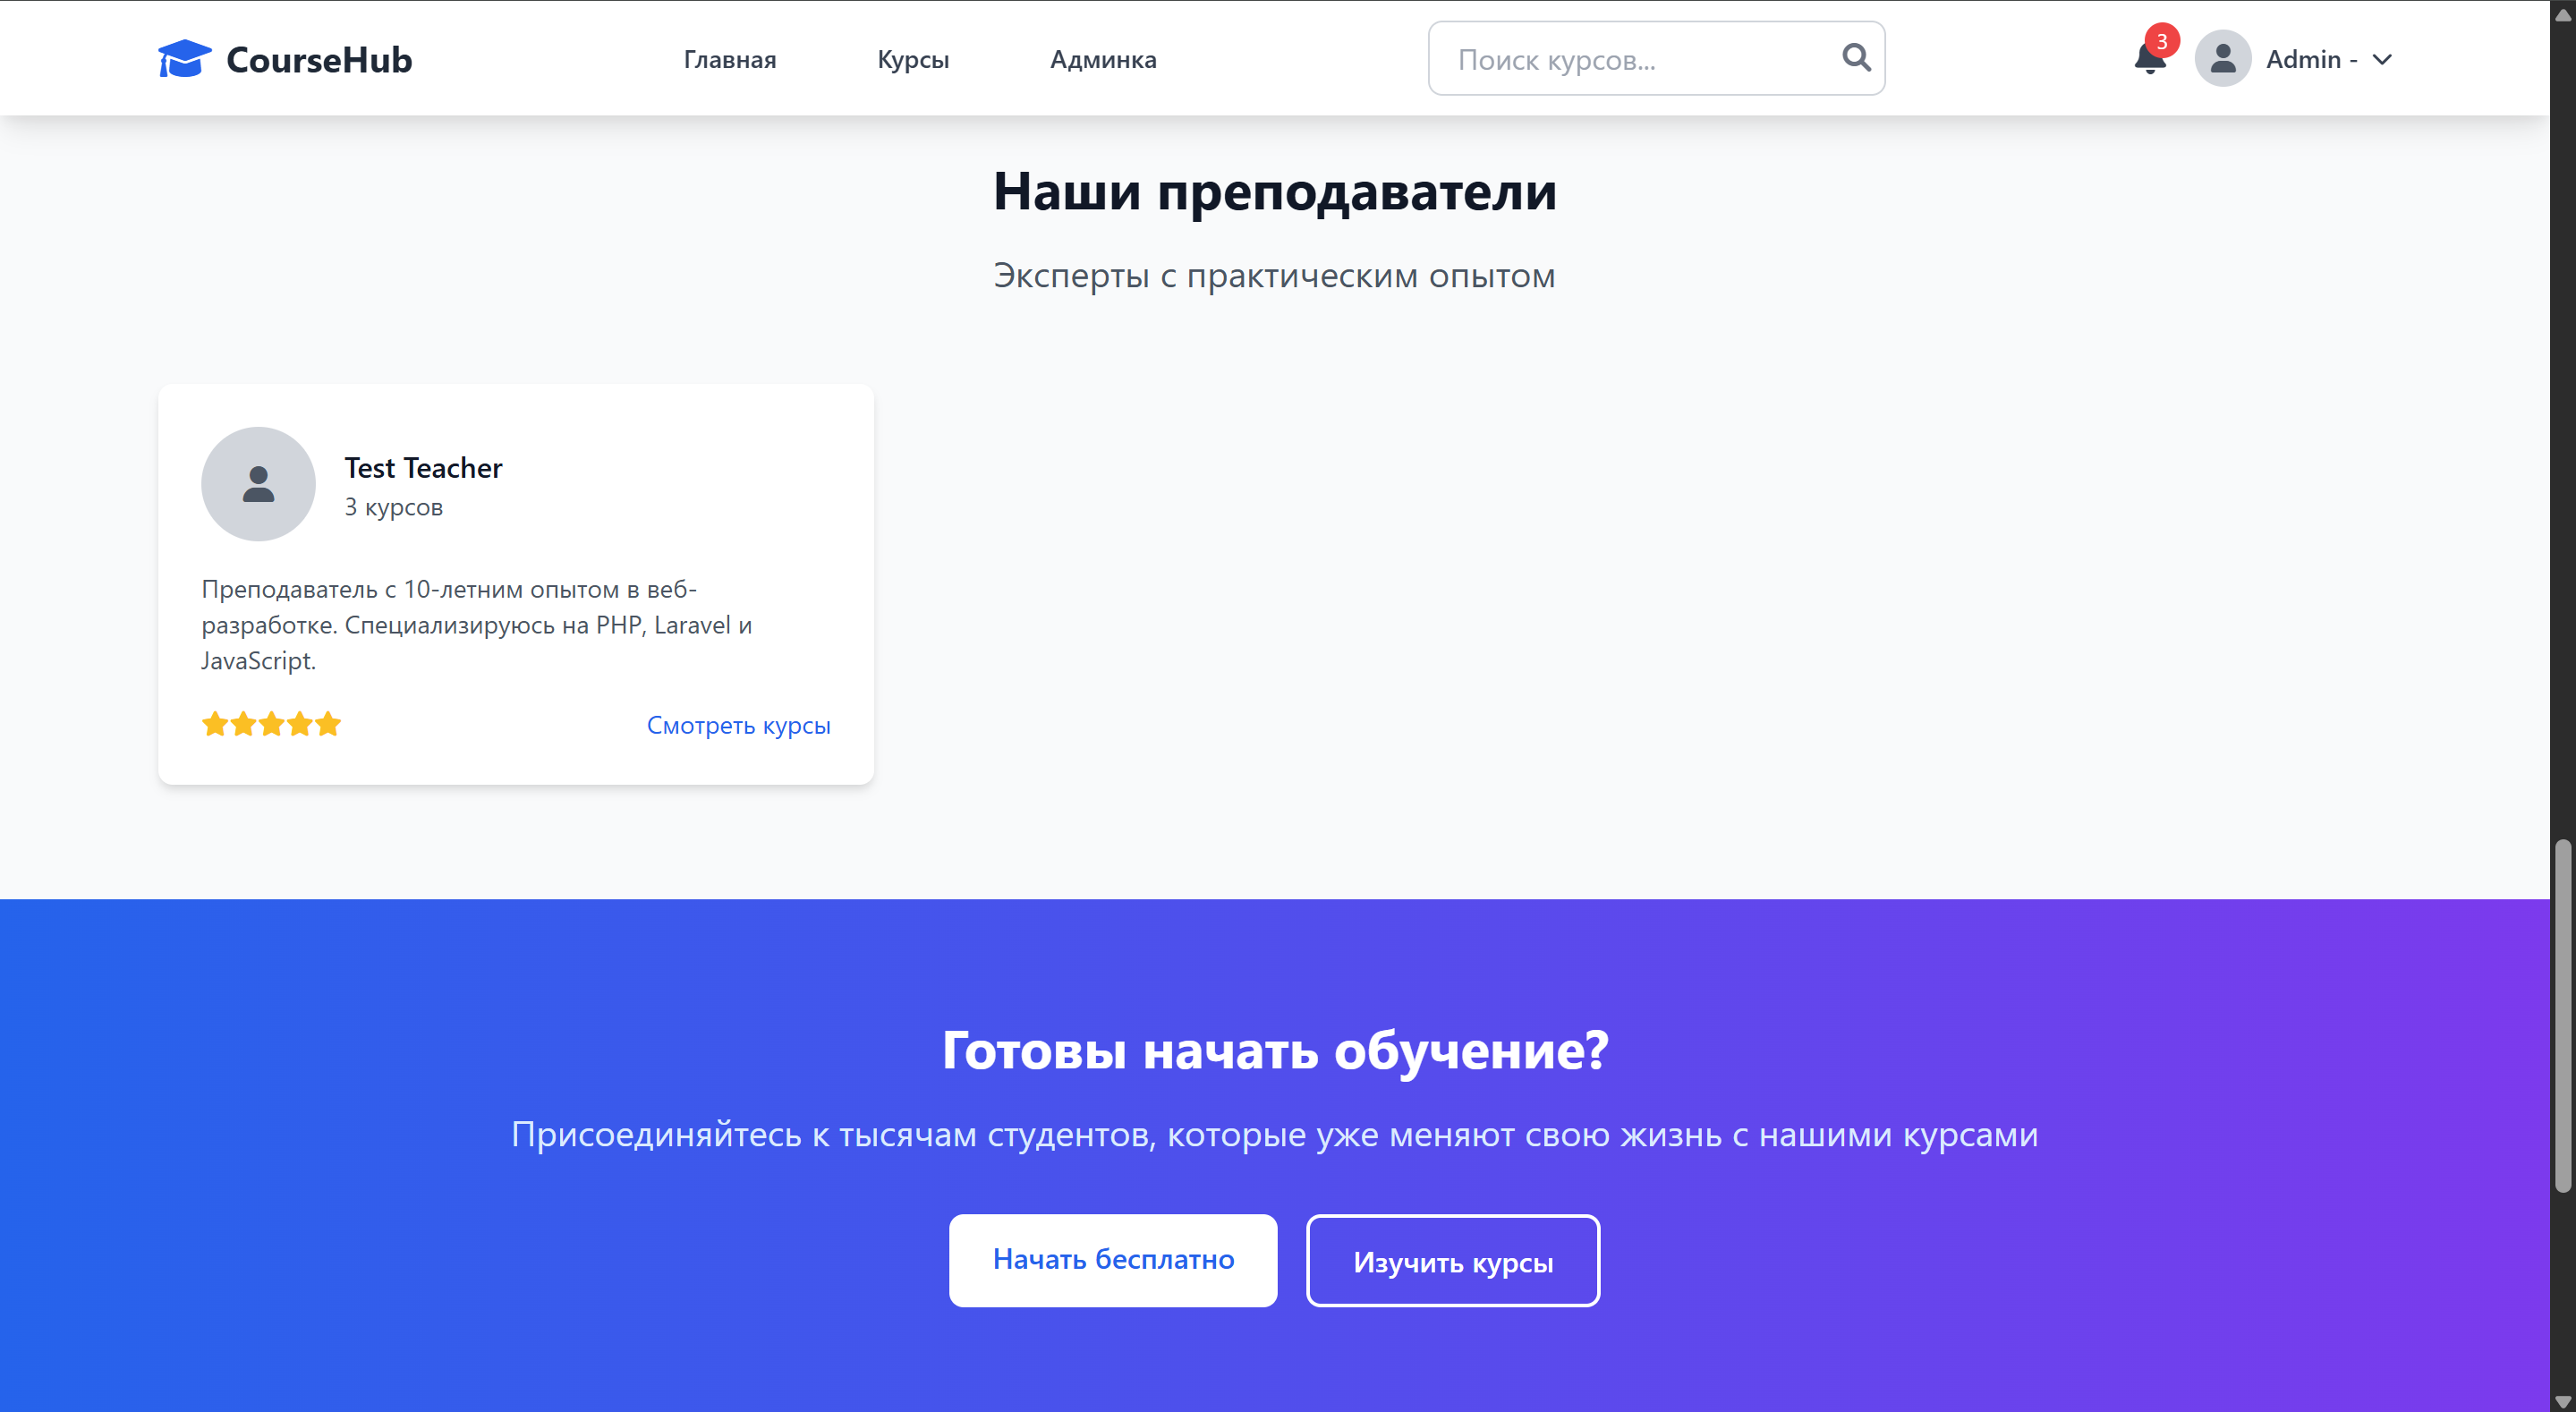 CourseHub
Главная
Курсы
Админка
Поиск курсов...
3
Admin -
Наши преподаватели
Эксперты с практическим опытом
Test Teacher
3 курсов
Преподаватель с 10-летним опытом в веб-
разработке. Специализируюсь на PHP, Laravel и
JavaScript.
Смотреть курсы
Готовы начать обучение?
Присоединяйтесь к тысячам студентов, которые уже меняют свою жизнь с нашими курсами
Начать бесплатно
Изучить курсы